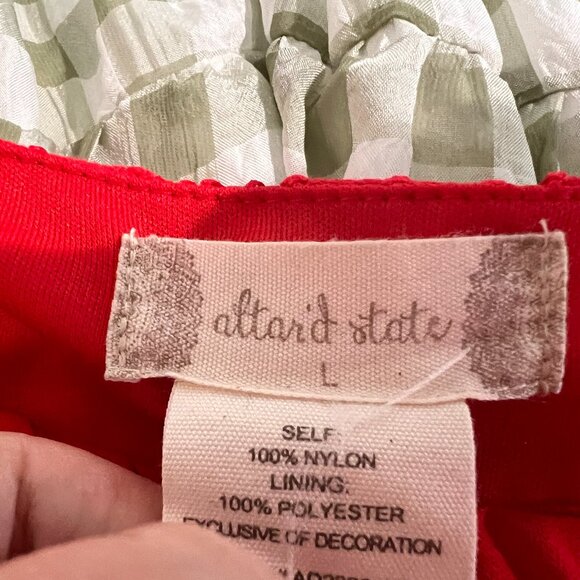 altar'd state
L
SELF:
100% NYLON
LINING:
100% POLYESTER
EXCLUSIVE OF DECORATION